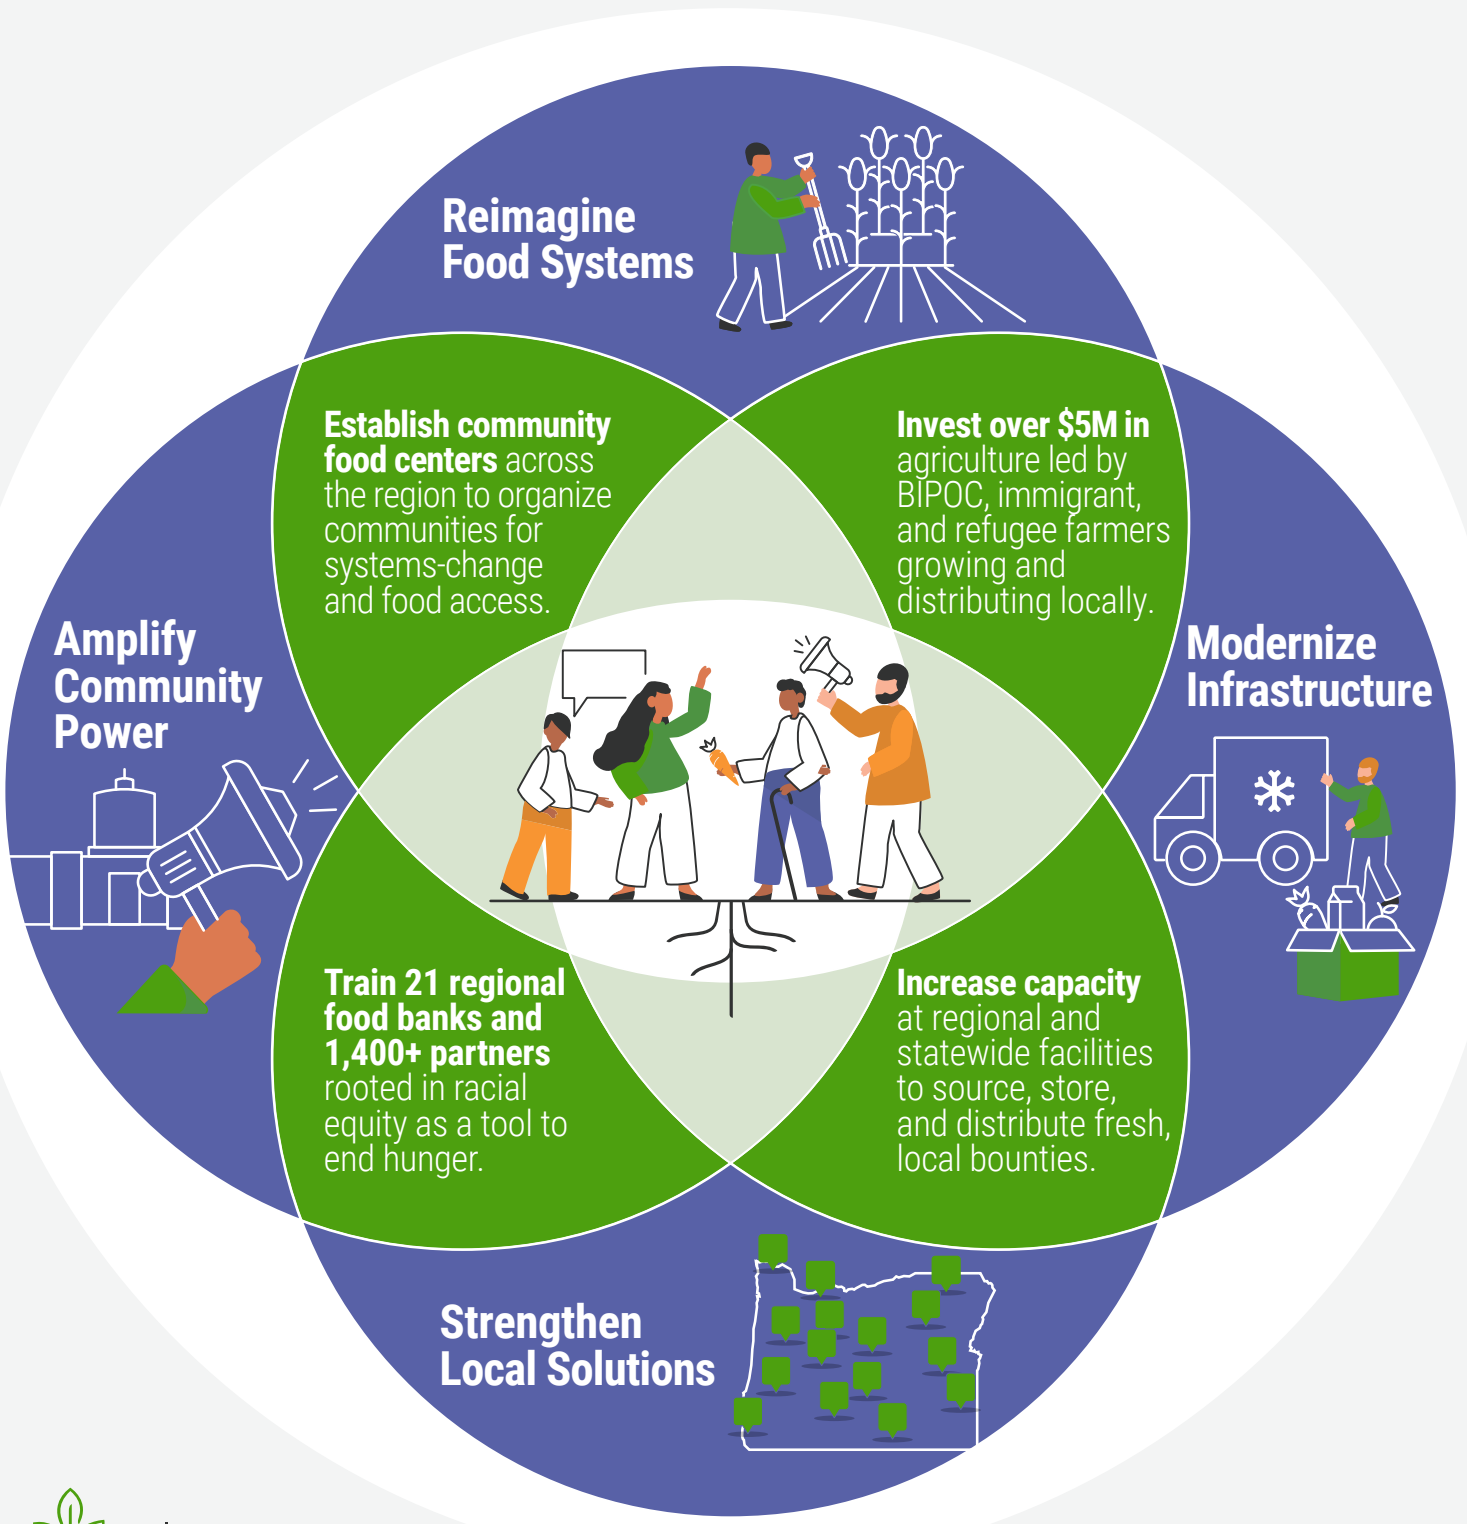 Reimagine
Food Systems
Establish community
food centers across
the region to organize
communities for
systems-change
and food access.
Invest over $5M in
agriculture led by
BIPOC, immigrant,
and refugee farmers
growing and
distributing locally.
Amplify
Community
Power
Modernize
Infrastructure
Train 21 regional
food banks and
1,400+ partners
rooted in racial
equity as a tool to
end hunger.
Increase capacity
at regional and
statewide facilities
to source, store,
and distribute fresh,
local bounties.
Strengthen
Local Solutions